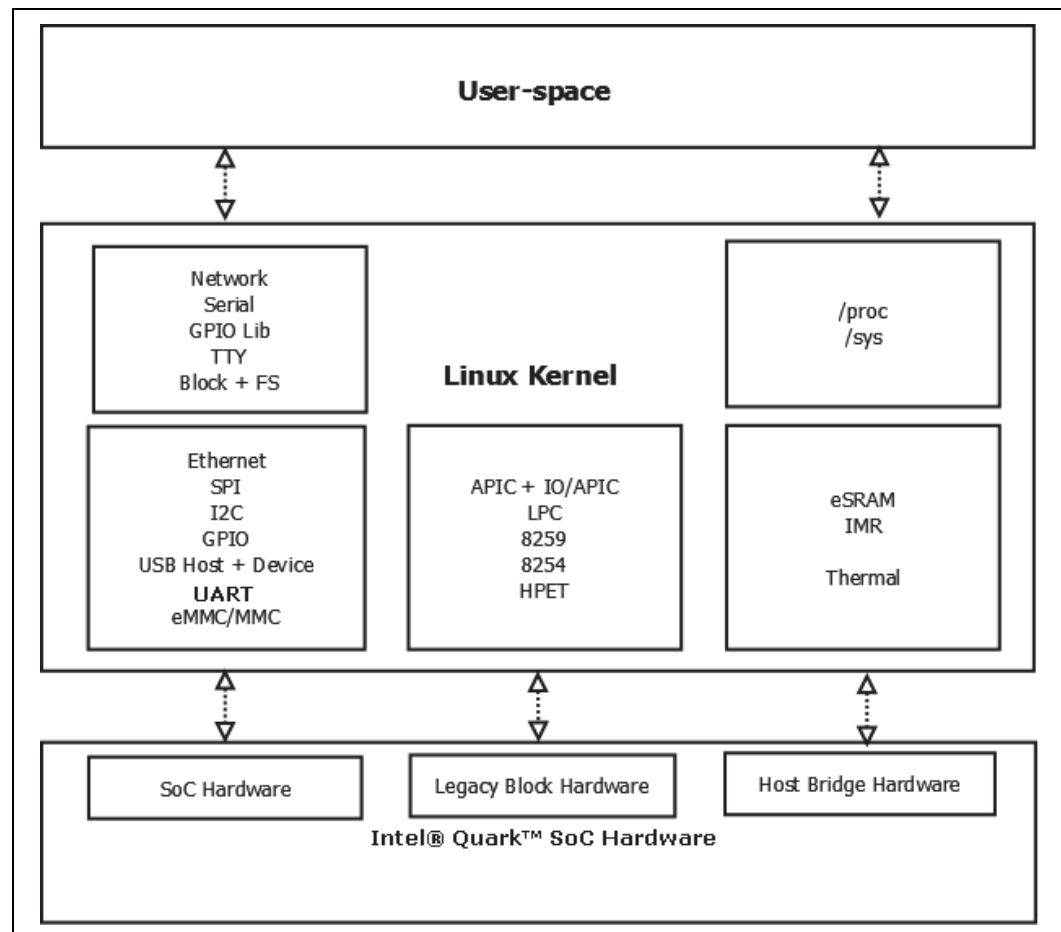 User-space
Network
Serial
GPIO Lib
TTY
Block + FS
/proc
/sys
Linux Kernel
Ethernet
SPI
I2C
GPIO
USB Host + Device
UART
eMMC/MMC
APIC + IO/APIC
LPC
8259
8254
HPET
eSRAM
IMR
Thermal
SoC Hardware
Legacy Block Hardware
Host Bridge Hardware
Intel® Quark™ SoC Hardware